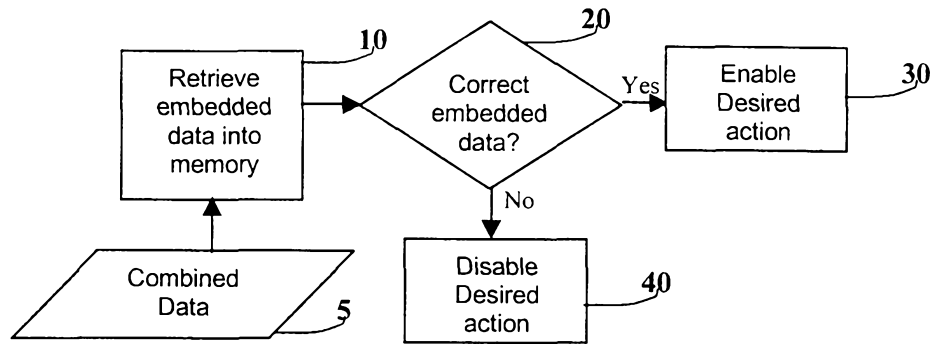 10
Retrieve
embedded
data into
memory
20
Correct
embedded
data?
Yes
Enable
Desired
action
30
No
Disable
Desired
action
40
Combined
Data
5